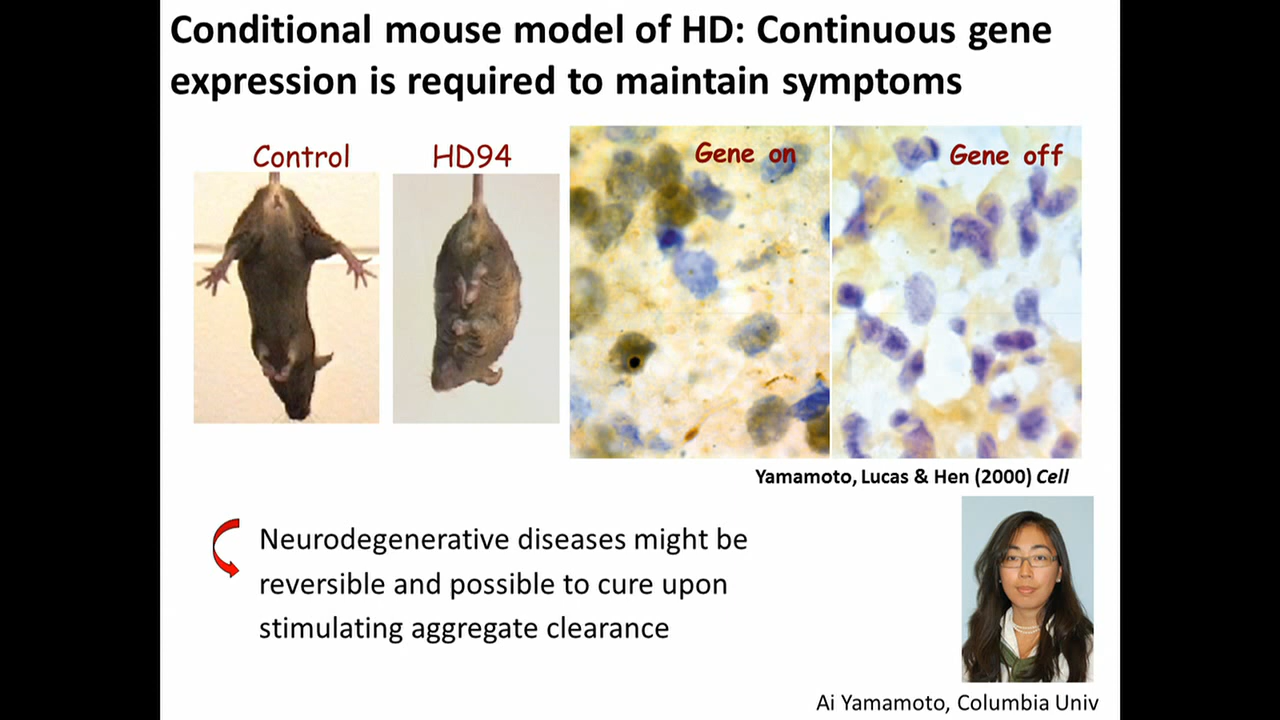 Conditional mouse model of HD: Continuous gene
expression is required to maintain symptoms
Control
HD94
Gene on
Gene off
Yamamoto, Lucas & Hen (2000) Cell
Neurodegenerative diseases might be
reversible and possible to cure upon
stimulating aggregate clearance
Ai Yamamoto, Columbia Univ